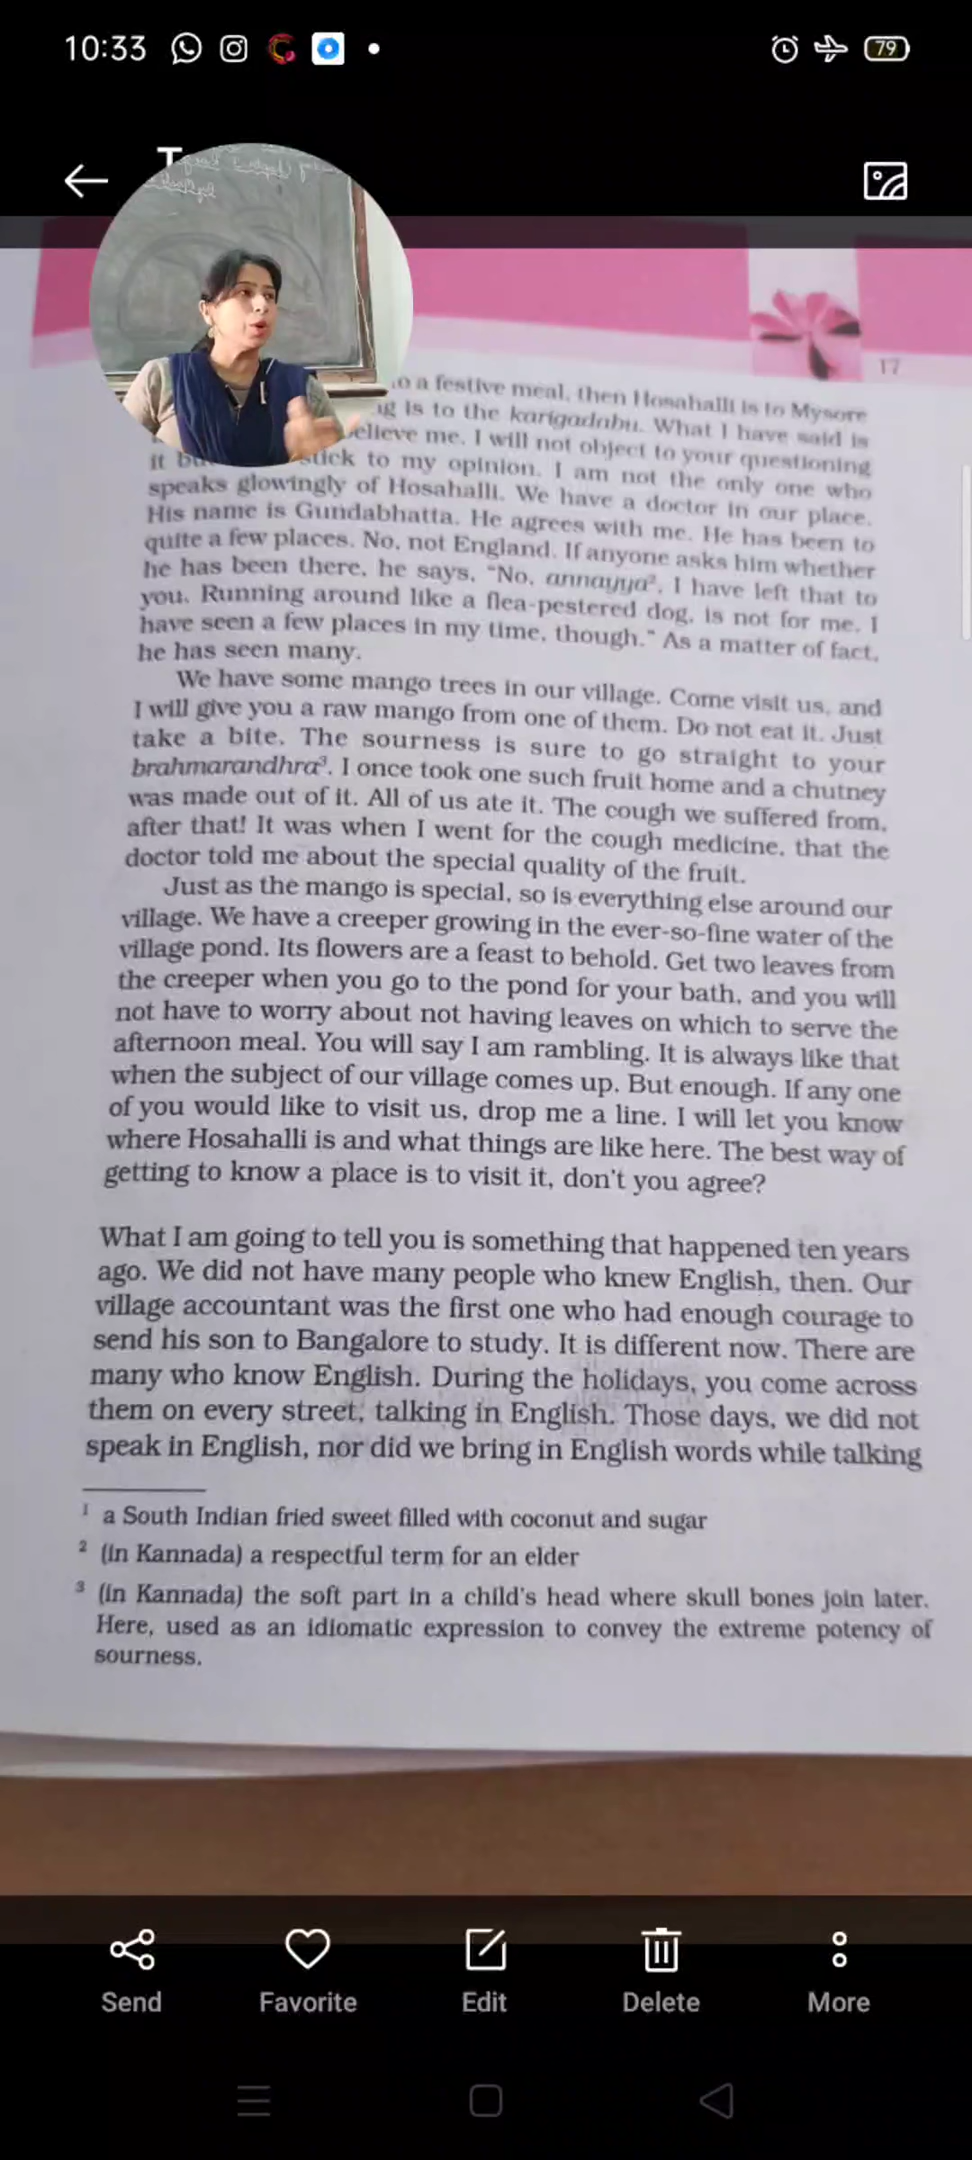 10:33
79
T
17
to a festive meal, then Hosahalli is to Mysore
is to the karigadabu. What I have said is
believe me. I will not object to your questioning
it but stick to my opinion. I am not the only one who
speaks glowingly of Hosahalli. We have a doctor in our place.
His name is Gundabhatta. He agrees with me. He has been to
quite a few places. No, not England. If anyone asks him whether
he has been there, he says, “No, annayya², I have left that to
you. Running around like a flea-pestered dog, is not for me. I
have seen a few places in my time, though.” As a matter of fact,
he has seen many.
We have some mango trees in our village. Come visit us, and
I will give you a raw mango from one of them. Do not eat it. Just
take a bite. The sourness is sure to go straight to your
brahmarandhra³. I once took one such fruit home and a chutney
was made out of it. All of us ate it. The cough we suffered from,
after that! It was when I went for the cough medicine, that the
doctor told me about the special quality of the fruit.
Just as the mango is special, so is everything else around our
village. We have a creeper growing in the ever-so-fine water of the
village pond. Its flowers are a feast to behold. Get two leaves from
the creeper when you go to the pond for your bath, and you will
not have to worry about not having leaves on which to serve the
afternoon meal. You will say I am rambling. It is always like that
when the subject of our village comes up. But enough. If any one
of you would like to visit us, drop me a line. I will let you know
where Hosahalli is and what things are like here. The best way of
getting to know a place is to visit it, don't you agree?
What I am going to tell you is something that happened ten years
ago. We did not have many people who knew English, then. Our
village accountant was the first one who had enough courage to
send his son to Bangalore to study. It is different now. There are
many who know English. During the holidays, you come across
them on every street, talking in English. Those days, we did not
speak in English, nor did we bring in English words while talking
¹ a South Indian fried sweet filled with coconut and sugar
² (in Kannada) a respectful term for an elder
³ (in Kannada) the soft part in a child's head where skull bones join later.
Here, used as an idiomatic expression to convey the extreme potency of
sourness.
Send Favorite Edit Delete More